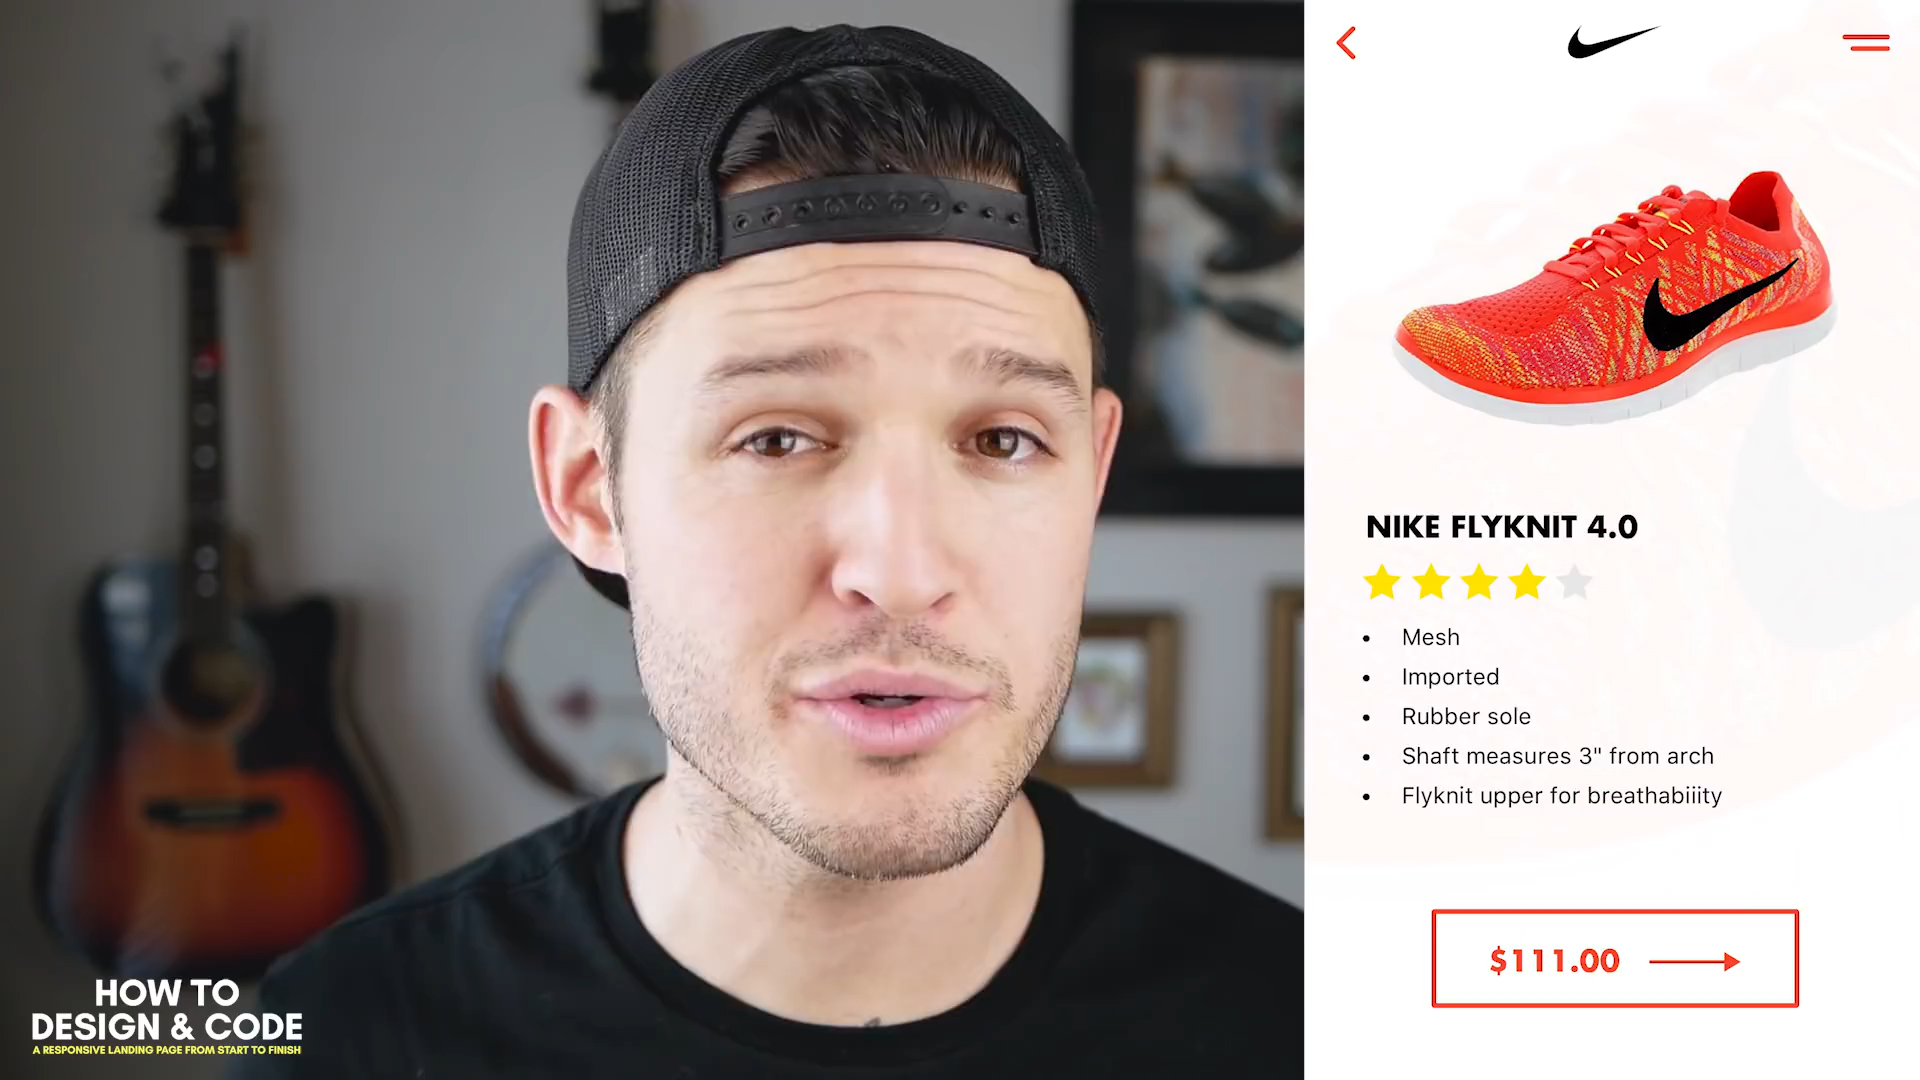 HOW TO
DESIGN & CODE
A RESPONSIVE LANDING PAGE FROM START TO FINISH
NIKE FLYKNIT 4.0
• Mesh
• Imported
• Rubber sole
• Shaft measures 3" from arch
• Flyknit upper for breathabiiity
$111.00